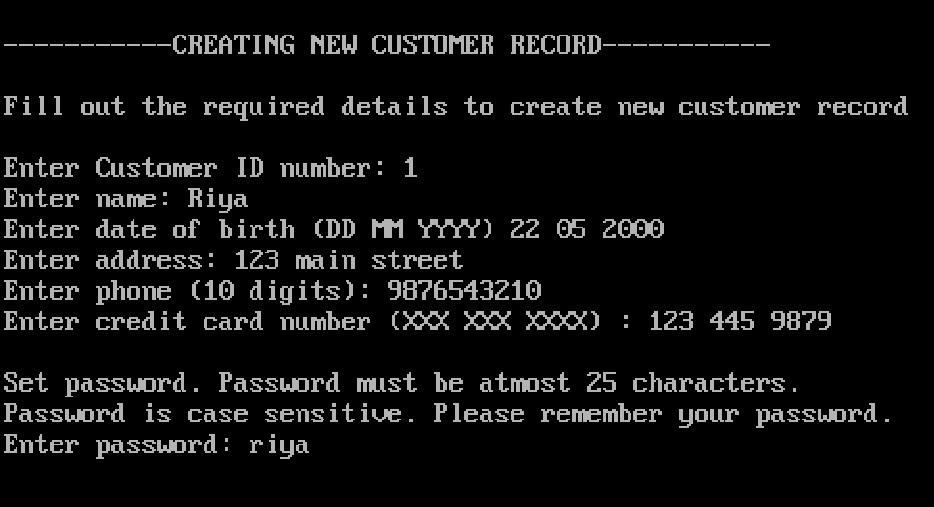 -----------CREATING NEW CUSTOMER RECORD-----------
Fill out the required details to create new customer record
Enter Customer ID number: 1
Enter name: Riya
Enter date of birth (DD MM YYYY) 22 05 2000
Enter address: 123 main street
Enter phone (10 digits): 9876543210
Enter credit card number (XXX XXX XXXX) : 123 445 9879
Set password. Password must be atmost 25 characters.
Password is case sensitive. Please remember your password.
Enter password: riya